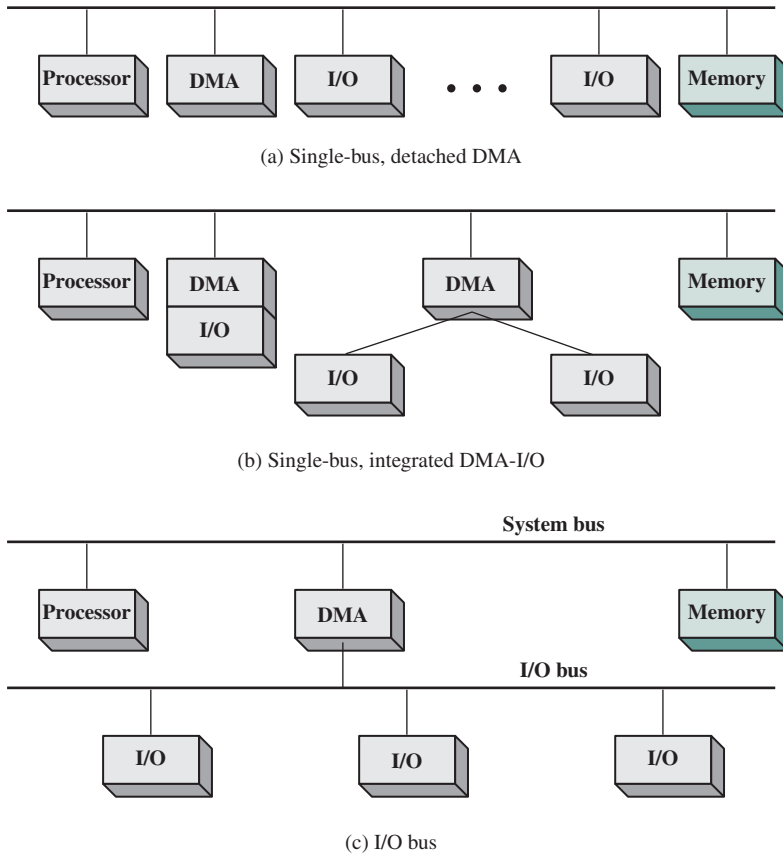 Processor DMA I/O • • • I/O Memory
(a) Single-bus, detached DMA
Processor DMA DMA Memory
I/O
I/O I/O
(b) Single-bus, integrated DMA-I/O
System bus
Processor DMA Memory
I/O bus
I/O I/O I/O
(c) I/O bus